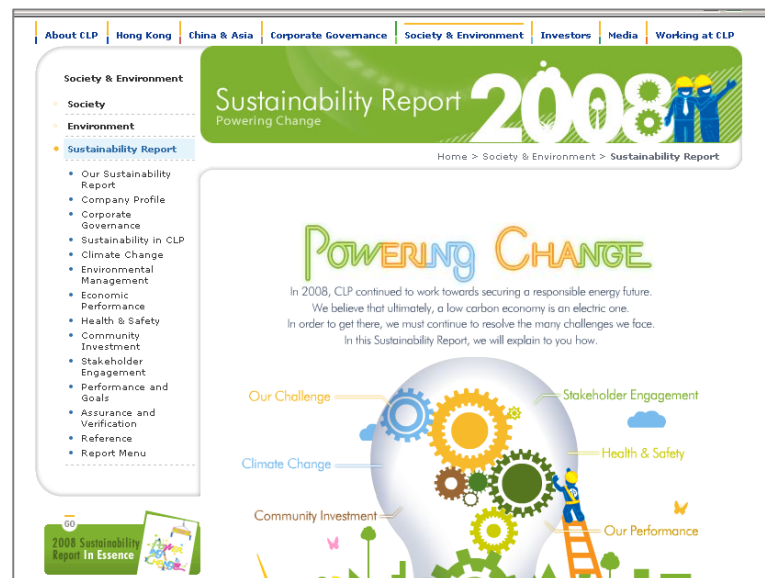 About CLP
Hong Kong
China & Asia
Corporate Governance
Society & Environment
Investors
Media
Working at CLP
Society & Environment
Society
Environment
Sustainability Report
Our Sustainability
Report
Company Profile
Corporate
Governance
Sustainability in CLP
Climate Change
Environmental
Management
Economic
Performance
Health & Safety
Community
Investment
Stakeholder
Engagement
Performance and
Goals
Assurance and
Verification
Reference
Report Menu
GO
2008 Sustainability
Report In Essence
Sustainability Report
Powering Change
2008
Home > Society & Environment > Sustainability Report
POWERING CHANGE
In 2008, CLP continued to work towards securing a responsible energy future.
We believe that ultimately, a low carbon economy is an electric one.
In order to get there, we must continue to resolve the many challenges we face.
In this Sustainability Report, we will explain to you how.
Our Challenge
Stakeholder Engagement
Climate Change
Health & Safety
Community Investment
Our Performance